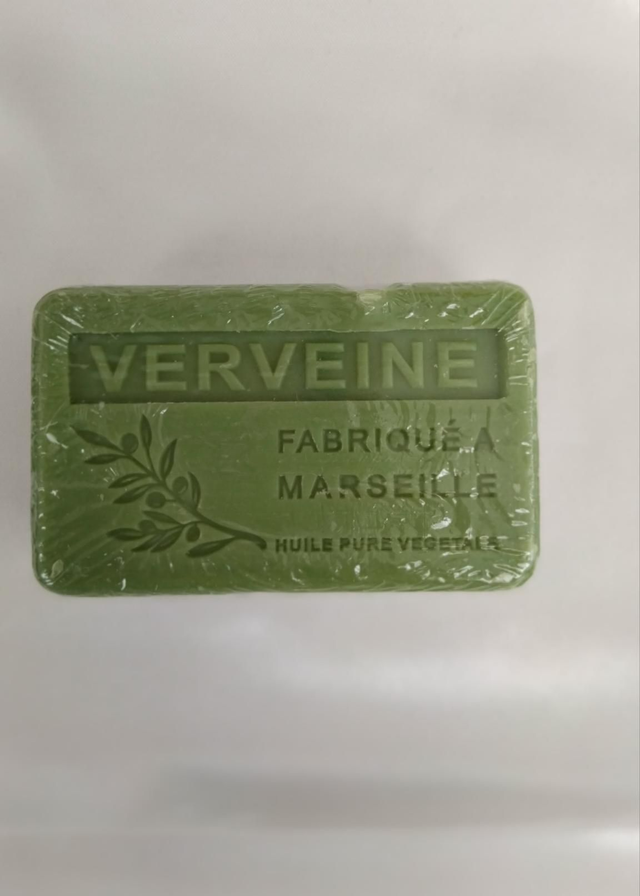 VERVEINE
FABRIQUÉ À
MARSEILLE
HUILE PURE VEGETALE